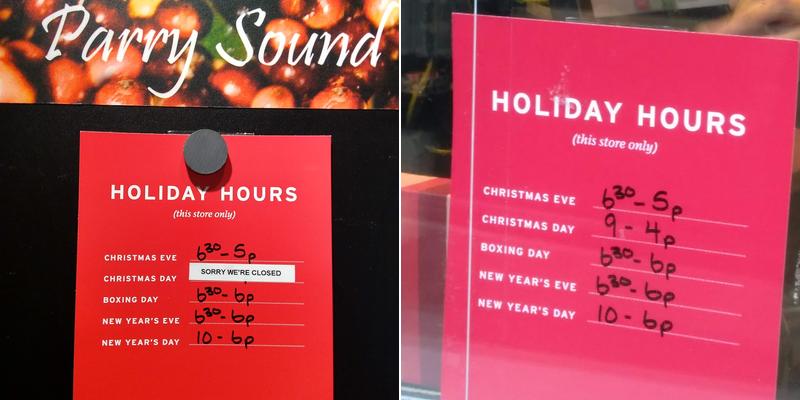 Parry Sound
HOLIDAY HOURS
(this store only)
CHRISTMAS EVE 6³⁰ - 5p
CHRISTMAS DAY SORRY WE'RE CLOSED
BOXING DAY 6³⁰ - 6p
NEW YEAR'S EVE 6³⁰ - 6p
NEW YEAR'S DAY 10 - 6p
HOLIDAY HOURS
(this store only)
CHRISTMAS EVE 6³⁰ - 5p
CHRISTMAS DAY 9 - 4p
BOXING DAY 6³⁰ - 6p
NEW YEAR'S EVE 6³⁰ - 6p
NEW YEAR'S DAY 10 - 6p